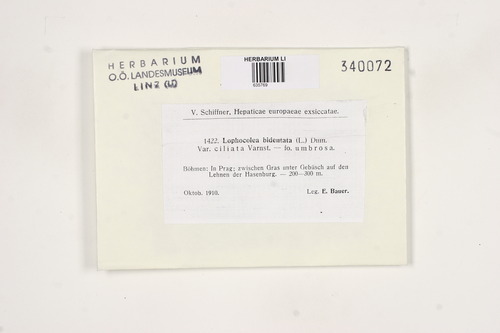 HERBARIUM
O.Ö. LANDESMUSEUM
LINZ (LI)
HERBARIUM LI
635769
340072
V. Schiffner, Hepaticae europaeae exsiccatae.
1422. Lophocolea bidentata (L.) Dum.
Var. ciliata Warnst. — fo. umbrosa.
Böhmen: In Prag; zwischen Gras unter Gebüsch auf den
Lehnen der Hasenburg. — 200—300 m.
Oktob. 1910.
Leg. E. Bauer.